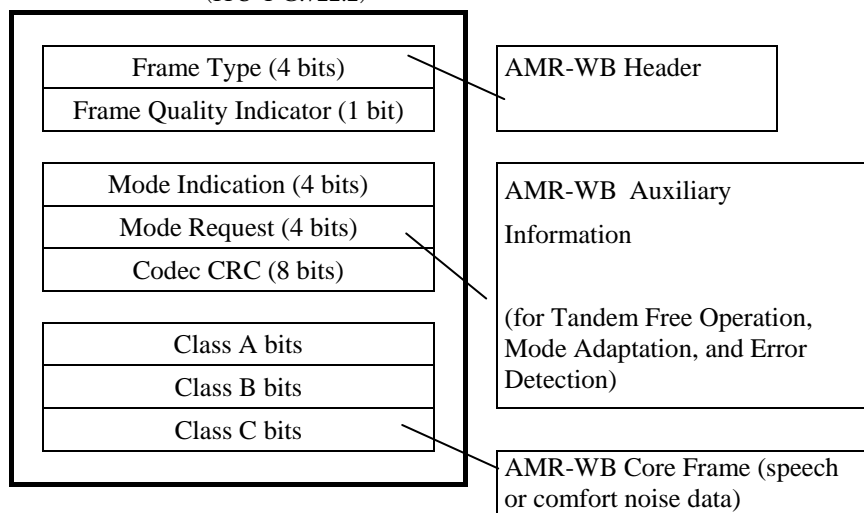 Frame Type (4 bits)
Frame Quality Indicator (1 bit)
AMR-WB Header
Mode Indication (4 bits)
Mode Request (4 bits)
Codec CRC (8 bits)
AMR-WB Auxiliary
Information
(for Tandem Free Operation,
Mode Adaptation, and Error
Detection)
Class A bits
Class B bits
Class C bits
AMR-WB Core Frame (speech
or comfort noise data)